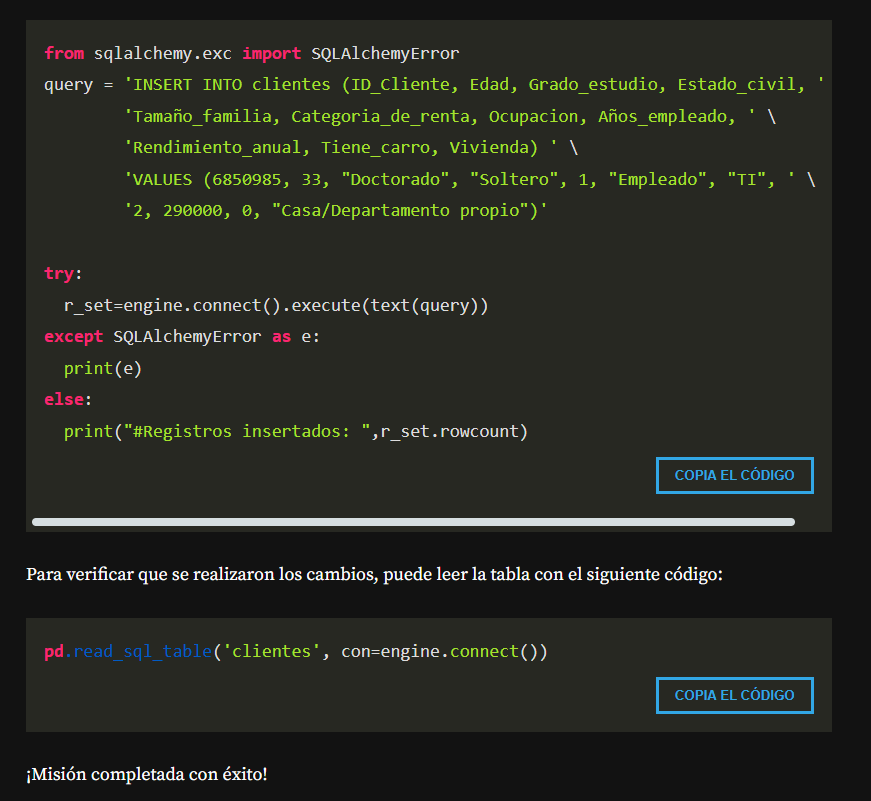 from sqlalchemy.exc import SQLAlchemyError
query = 'INSERT INTO clientes (ID_Cliente, Edad, Grado_estudio, Estado_civil, '
'Tamaño_familia, Categoria_de_renta, Ocupacion, Años_empleado, ' \
'Rendimiento_anual, Tiene_carro, Vivienda) ' \
'VALUES (6850985, 33, "Doctorado", "Soltero", 1, "Empleado", "TI", ' \
'2, 290000, 0, "Casa/Departamento propio")'
try:
r_set=engine.connect().execute(text(query))
except SQLAlchemyError as e:
print(e)
else:
print("#Registros insertados: ",r_set.rowcount)
COPIA EL CÓDIGO
Para verificar que se realizaron los cambios, puede leer la tabla con el siguiente código:
pd.read_sql_table('clientes', con=engine.connect())
COPIA EL CÓDIGO
¡Misión completada con éxito!